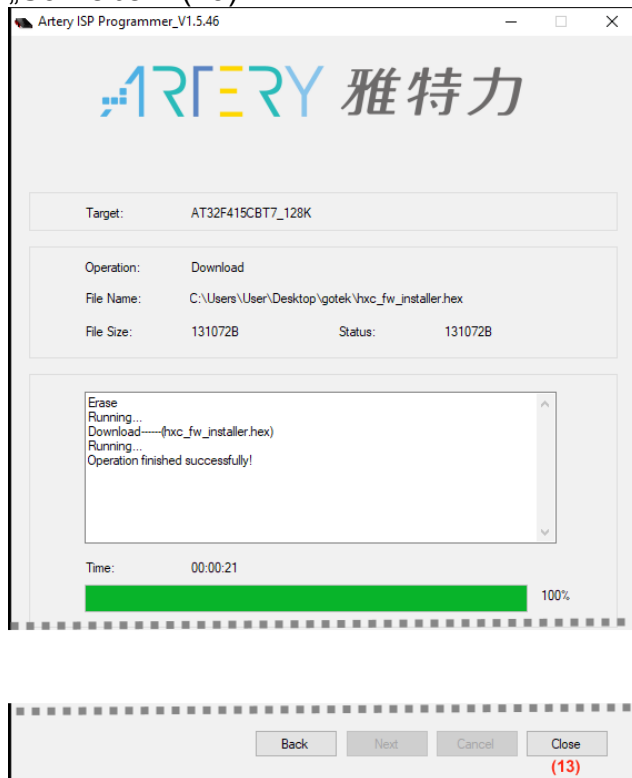 Artery ISP Programmer_V1.5.46
ARTERY 雅特力
Target: AT32F415CBT7_128K
Operation: Download
File Name: C:\Users\User\Desktop\gotek\hxc_fw_installer.hex
File Size: 131072B Status: 131072B
Erase
Running...
Download------(hxc_fw_installer.hex)
Running...
Operation finished successfully!
Time: 00:00:21
100%
Back Next Cancel Close
(13)